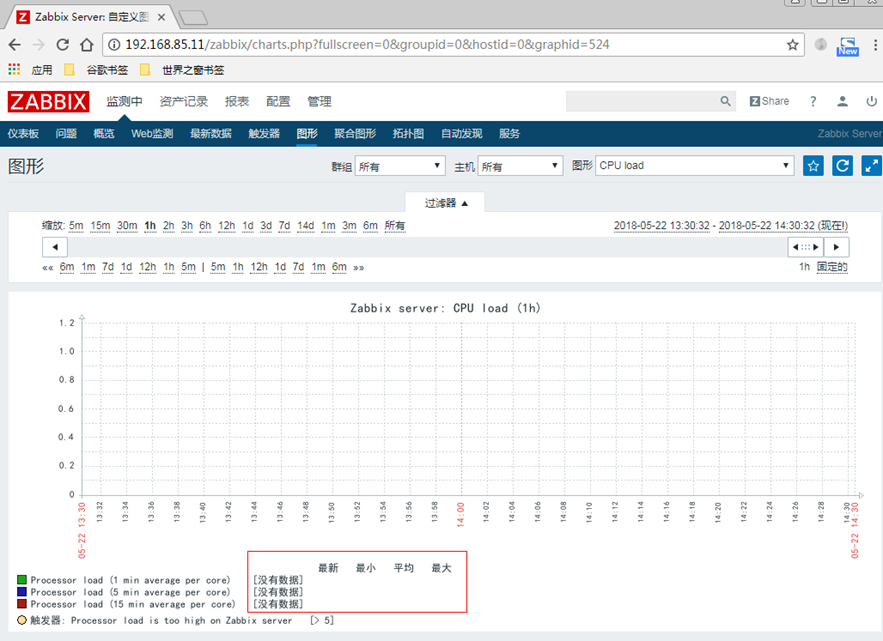 Zabbix Server: 自定义图
192.168.85.11/zabbix/charts.php?fullscreen=0&groupid=0&hostid=0&graphid=524
New
应用 谷歌书签 世界之窗书签
ZABBIX 监测中 资产记录 报表 配置 管理 Share ?
仪表板 问题 概览 Web监测 最新数据 触发器 图形 聚合图形 拓扑图 自动发现 服务 Zabbix Server
图形 群组 所有 主机 所有 图形 CPU load
过滤器
缩放: 5m 15m 30m 1h 2h 3h 6h 12h 1d 3d 7d 14d 1m 3m 6m 所有 2018-05-22 13:30:32 - 2018-05-22 14:30:32 (现在!)
«« 6m 1m 7d 1d 12h 1h 5m | 5m 1h 12h 1d 7d 1m 6m »» 1h 固定的
Zabbix server: CPU load (1h)
1.2
1.0
0.8
0.6
0.4
0.2
0
05-22 13:30 13:32 13:34 13:36 13:38 13:40 13:42 13:44 13:46 13:48 13:50 13:52 13:54 13:56 13:58 14:00 14:02 14:04 14:06 14:08 14:10 14:12 14:14 14:16 14:18 14:20 14:22 14:24 14:26 14:28 14:30 05-22 14:30
最新 最小 平均 最大
Processor load (1 min average per core) [没有数据]
Processor load (5 min average per core) [没有数据]
Processor load (15 min average per core) [没有数据]
触发器: Processor load is too high on Zabbix server [> 5]